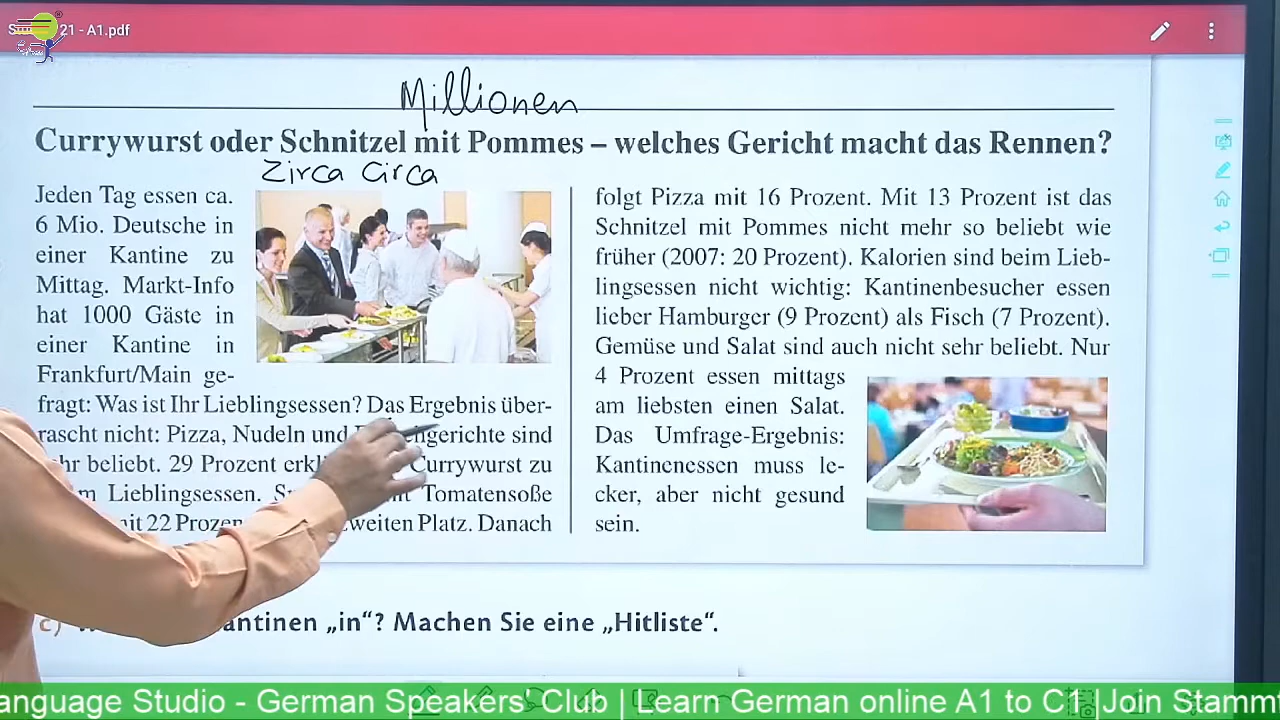 21 - A1.pdf
Millionen
Currywurst oder Schnitzel mit Pommes – welches Gericht macht das Rennen?
Zirca Circa
Jeden Tag essen ca.
6 Mio. Deutsche in
einer Kantine zu
Mittag. Markt-Info
hat 1000 Gäste in
einer Kantine in
Frankfurt/Main ge-
fragt: Was ist Ihr Lieblingsessen? Das Ergebnis über-
rascht nicht: Pizza, Nudeln und gerichte sind
beliebt. 29 Prozent Currywurst zu
Lieblingsessen. Tomatensoße
mit 22 zweiten Platz. Danach
folgt Pizza mit 16 Prozent. Mit 13 Prozent ist das
Schnitzel mit Pommes nicht mehr so beliebt wie
früher (2007: 20 Prozent). Kalorien sind beim Lieb-
lingsessen nicht wichtig: Kantinenbesucher essen
lieber Hamburger (9 Prozent) als Fisch (7 Prozent).
Gemüse und Salat sind auch nicht sehr beliebt. Nur
4 Prozent essen mittags
am liebsten einen Salat.
Das Umfrage-Ergebnis:
Kantinenessen muss le-
cker, aber nicht gesund
sein.
c) antinen „in“? Machen Sie eine „Hitliste“.
anguage Studio - German Speakers' Club | Learn German online A1 to C1 | Join Stammt